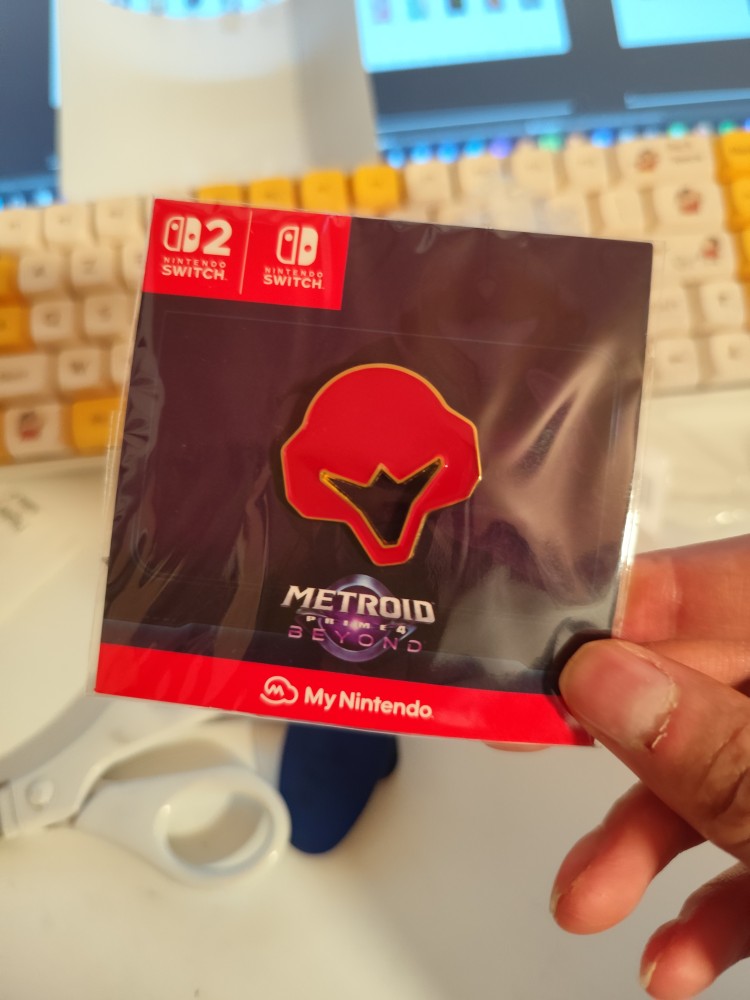 2
NINTENDO
SWITCH
NINTENDO
SWITCH
METROID
PRIME 4
BEYOND
My Nintendo